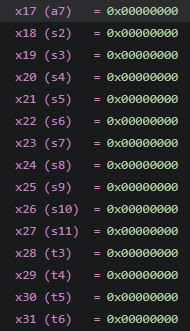 x17 (a7) = 0x00000000
x18 (s2) = 0x00000000
x19 (s3) = 0x00000000
x20 (s4) = 0x00000000
x21 (s5) = 0x00000000
x22 (s6) = 0x00000000
x23 (s7) = 0x00000000
x24 (s8) = 0x00000000
x25 (s9) = 0x00000000
x26 (s10) = 0x00000000
x27 (s11) = 0x00000000
x28 (t3) = 0x00000000
x29 (t4) = 0x00000000
x30 (t5) = 0x00000000
x31 (t6) = 0x00000000